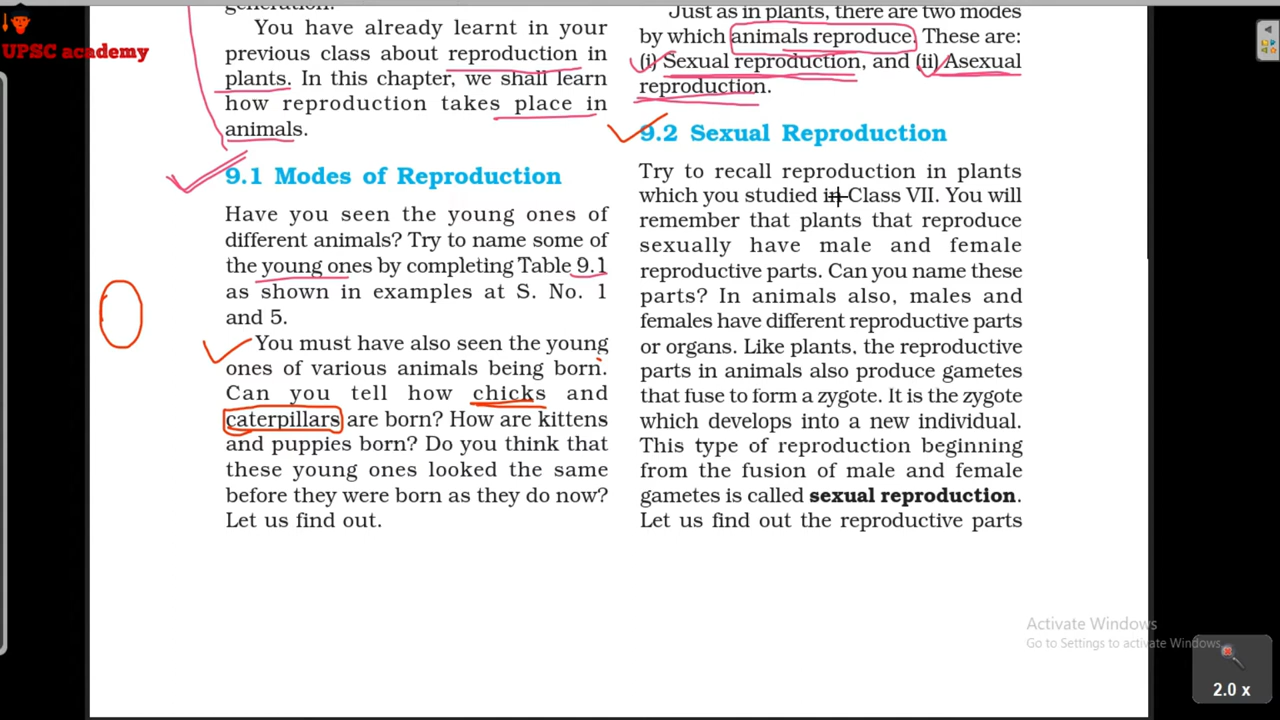 generation.
You have already learnt in your
previous class about reproduction in
plants. In this chapter, we shall learn
how reproduction takes place in
animals.
9.1 Modes of Reproduction
Have you seen the young ones of
different animals? Try to name some of
the young ones by completing Table 9.1
as shown in examples at S. No. 1
and 5.
You must have also seen the young
ones of various animals being born.
Can you tell how chicks and
caterpillars are born? How are kittens
and puppies born? Do you think that
these young ones looked the same
before they were born as they do now?
Let us find out.
Just as in plants, there are two modes
by which animals reproduce. These are:
(i) Sexual reproduction, and (ii) Asexual
reproduction.
9.2 Sexual Reproduction
Try to recall reproduction in plants
which you studied in Class VII. You will
remember that plants that reproduce
sexually have male and female
reproductive parts. Can you name these
parts? In animals also, males and
females have different reproductive parts
or organs. Like plants, the reproductive
parts in animals also produce gametes
that fuse to form a zygote. It is the zygote
which develops into a new individual.
This type of reproduction beginning
from the fusion of male and female
gametes is called sexual reproduction.
Let us find out the reproductive parts
UPSC academy
Activate Windows
Go to Settings to activate Windows.
2.0 x